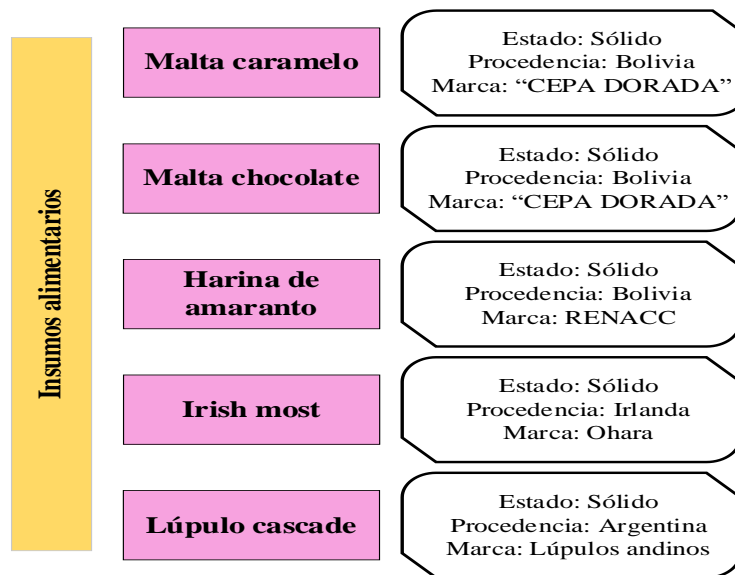 Insumos alimentarios
Malta caramelo
Estado: Sólido
Procedencia: Bolivia
Marca: “CEPA DORADA”
Malta chocolate
Estado: Sólido
Procedencia: Bolivia
Marca: “CEPA DORADA”
Harina de
amaranto
Estado: Sólido
Procedencia: Bolivia
Marca: RENACC
Irish most
Estado: Sólido
Procedencia: Irlanda
Marca: Ohara
Lúpulo cascade
Estado: Sólido
Procedencia: Argentina
Marca: Lúpulos andinos